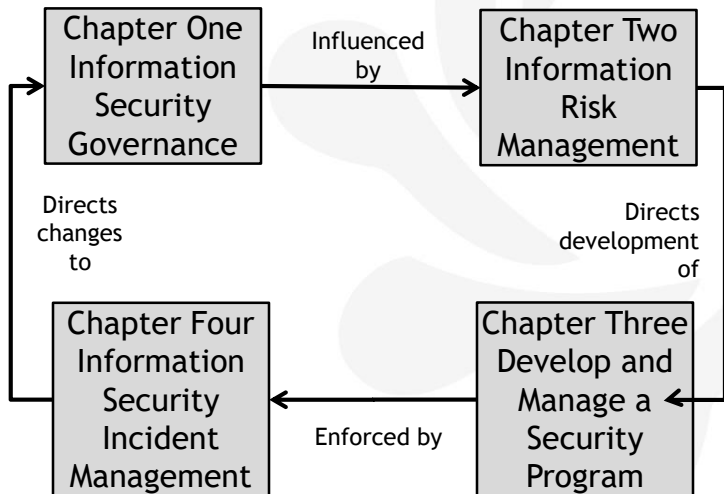 Chapter One
Information
Security
Governance
Influenced
by
Chapter Two
Information
Risk
Management
Directs
changes
to
Directs
development
of
Chapter Four
Information
Security
Incident
Management
Enforced by
Chapter Three
Develop and
Manage a
Security
Program